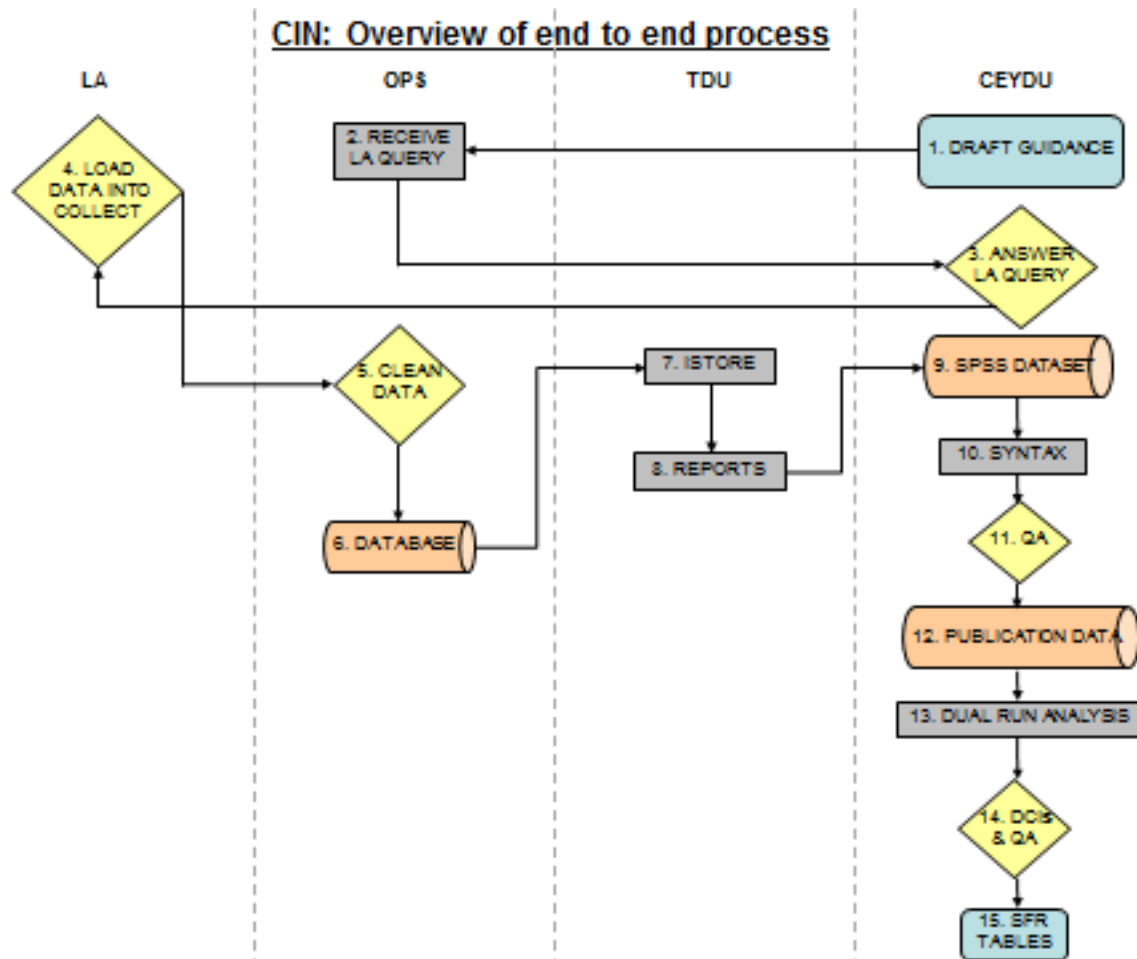 CIN: Overview of end to end process
LA
OPS
TDU
CEYDU
1. DRAFT GUIDANCE
2. RECEIVE
LA QUERY
3. ANSWER
LA QUERY
4. LOAD
DATA INTO
COLLECT
5. CLEAN
DATA
6. DATABASE
7. ISTORE
8. REPORTS
9. SPSS DATASET
10. SYNTAX
11. QA
12. PUBLICATION DATA
13. DUAL RUN ANALYSIS
14. DCIs
& QA
15. SFR
TABLES